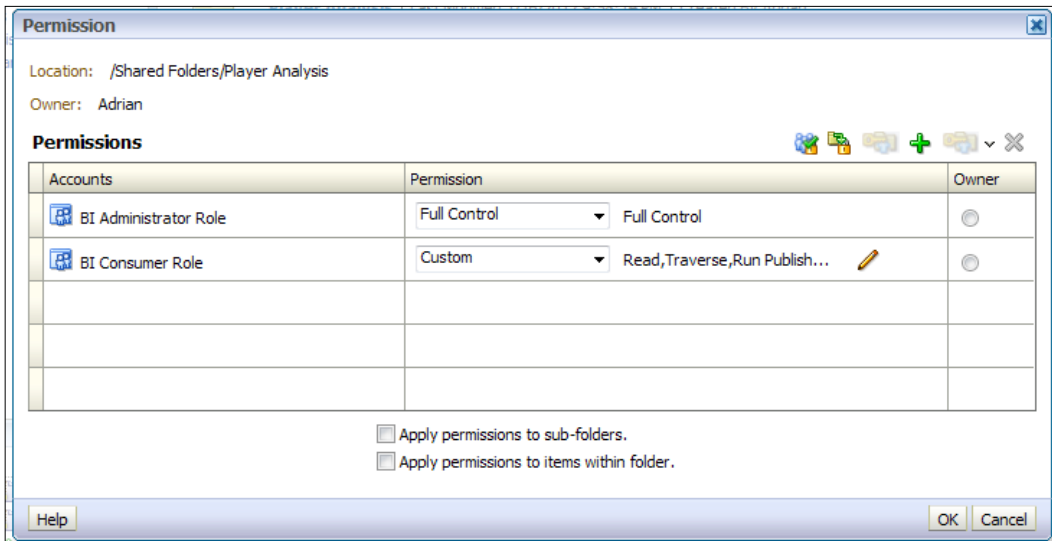 Permission
Location: /Shared Folders/Player Analysis
Owner: Adrian
Permissions
Accounts Permission Owner
BI Administrator Role Full Control Full Control
BI Consumer Role Custom Read,Traverse,Run Publish...
Apply permissions to sub-folders.
Apply permissions to items within folder.
Help OK Cancel